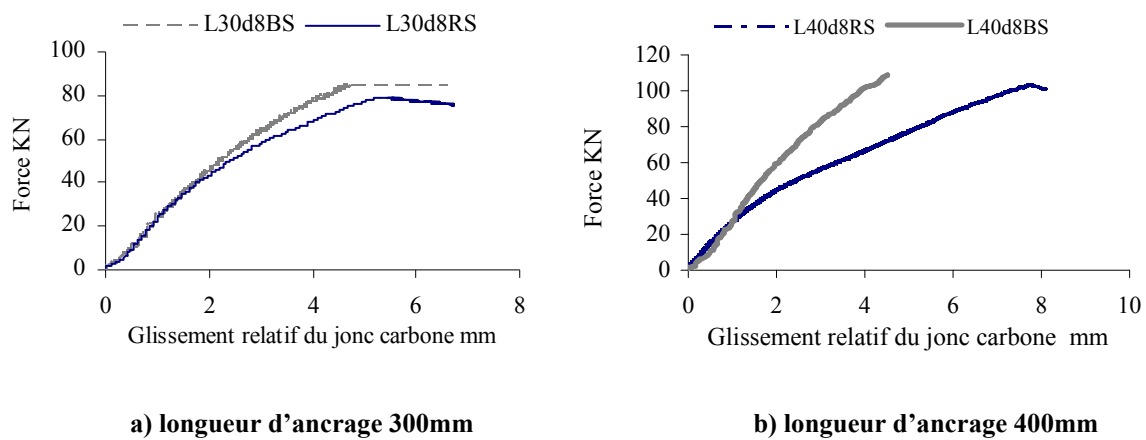 L30d8BS L30d8RS
100
80
60
40
20
0
Force KN
0 2 4 6 8
Glissement relatif du jonc carbone mm
a) longueur d'ancrage 300mm
L40d8RS L40d8BS
120
100
80
60
40
20
0
Force KN
0 2 4 6 8 10
Glissement relatif du jonc carbone mm
b) longueur d'ancrage 400mm